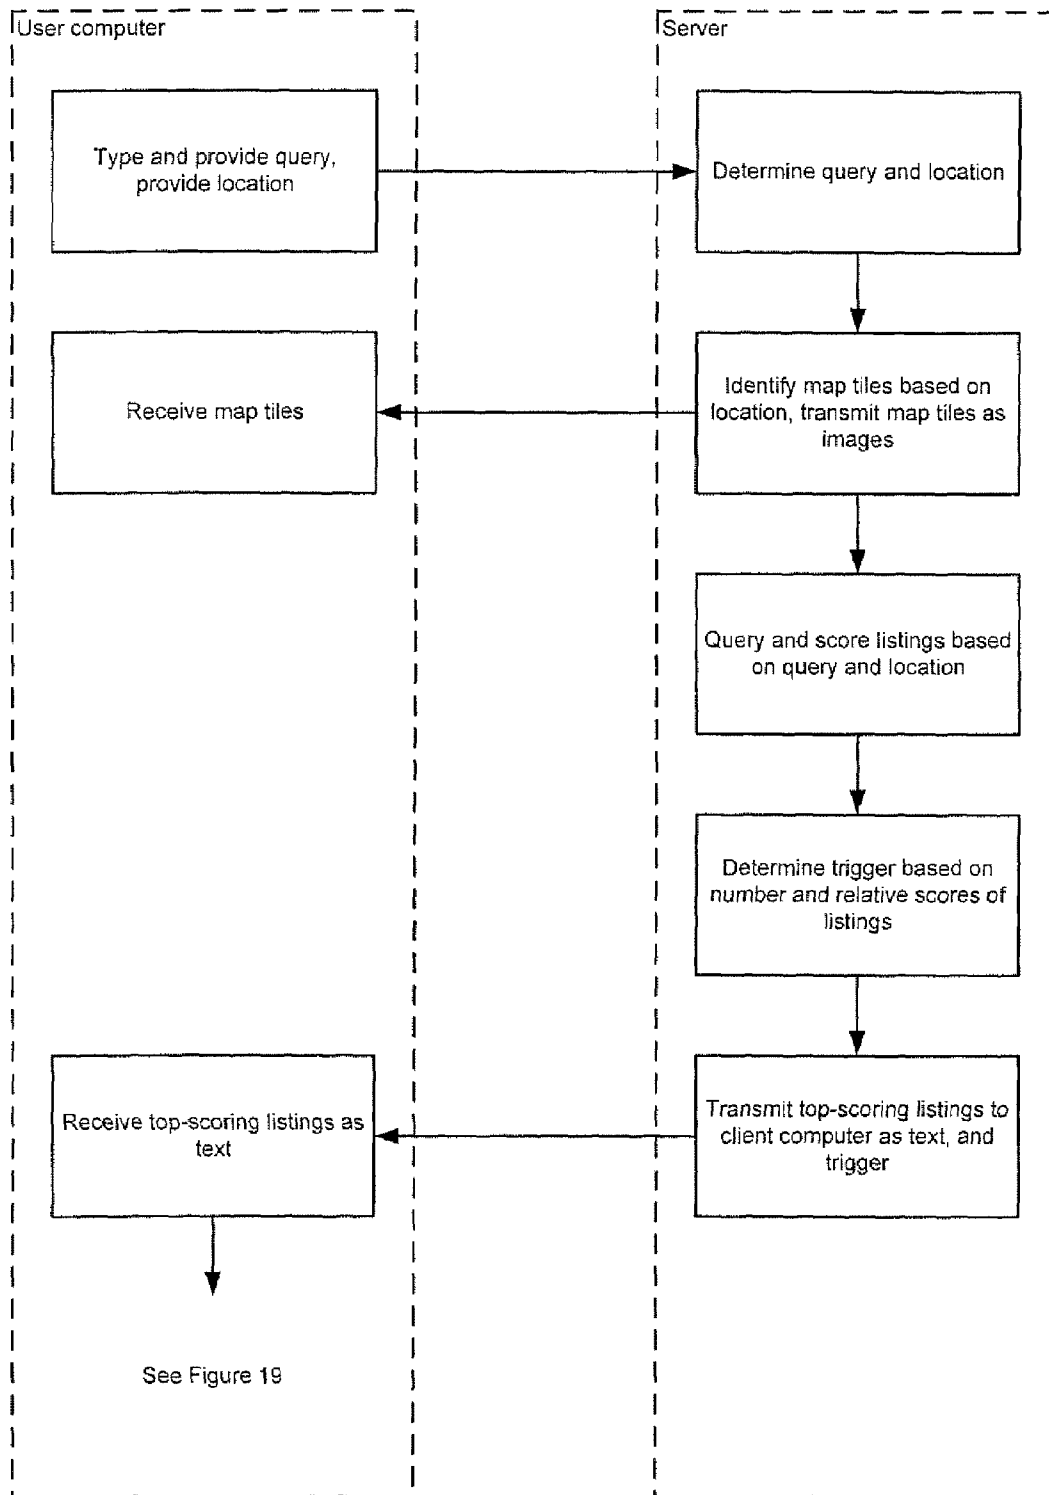 User computer
Server
Type and provide query,
provide location
Determine query and location
Receive map tiles
Identify map tiles based on
location, transmit map tiles as
images
Query and score listings based
on query and location
Determine trigger based on
number and relative scores of
listings
Receive top-scoring listings as
text
Transmit top-scoring listings to
client computer as text, and
trigger
See Figure 19